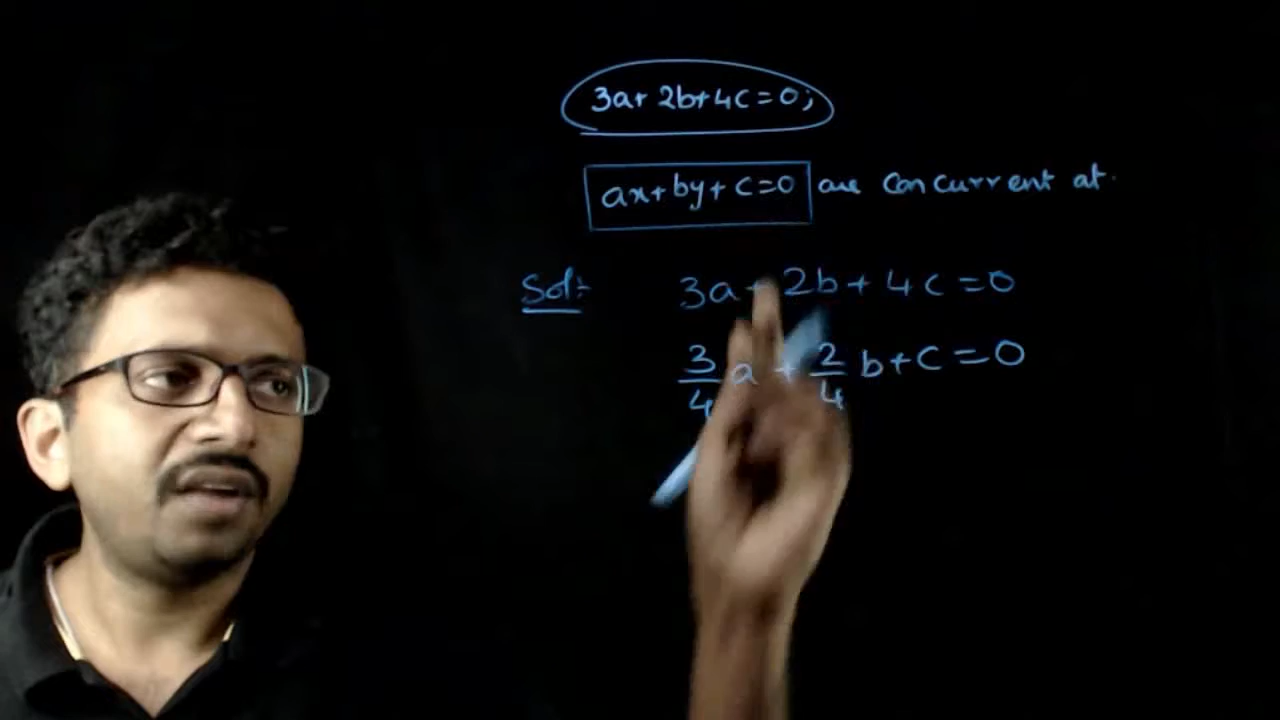 3a+ 2b+4c=0;
ax+by+c=0 are concurrent at.
Sol:- 3a+2b+4c=0
3/4 a + 2/4 b+c=0